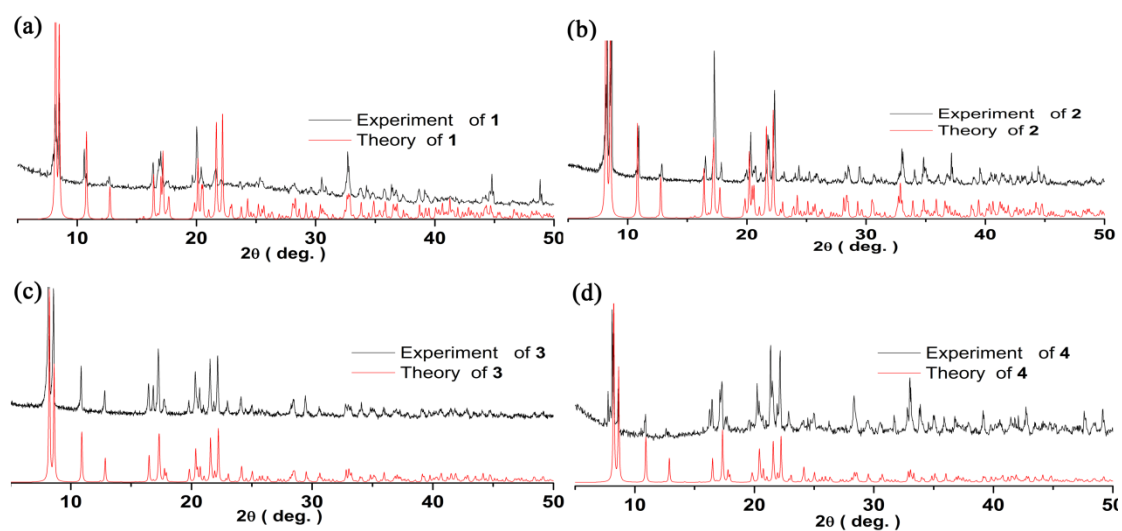 (a)
Experiment of 1
Theory of 1
10 20 30 40 50
2θ ( deg. )
(b)
Experiment of 2
Theory of 2
10 20 30 40 50
2θ ( deg. )
(c)
Experiment of 3
Theory of 3
10 20 30 40 50
2θ ( deg. )
(d)
Experiment of 4
Theory of 4
10 20 30 40 50
2θ ( deg. )